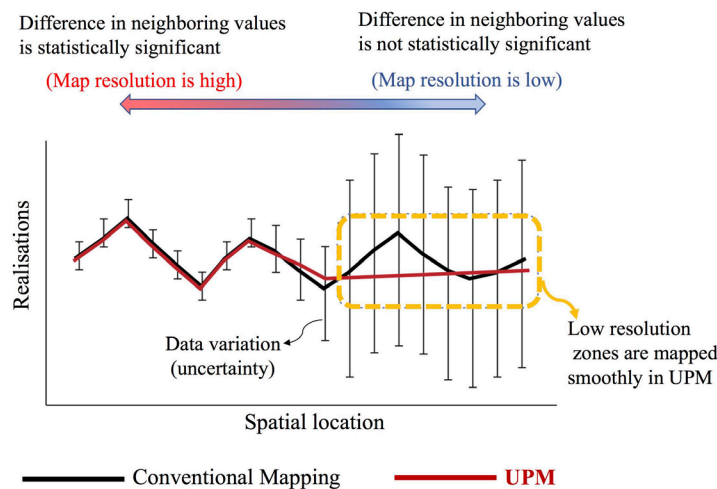 Difference in neighboring values
is statistically significant
(Map resolution is high)
Difference in neighboring values
is not statistically significant
(Map resolution is low)
Realisations
Data variation
(uncertainty)
Low resolution
zones are mapped
smoothly in UPM
Spatial location
Conventional Mapping
UPM